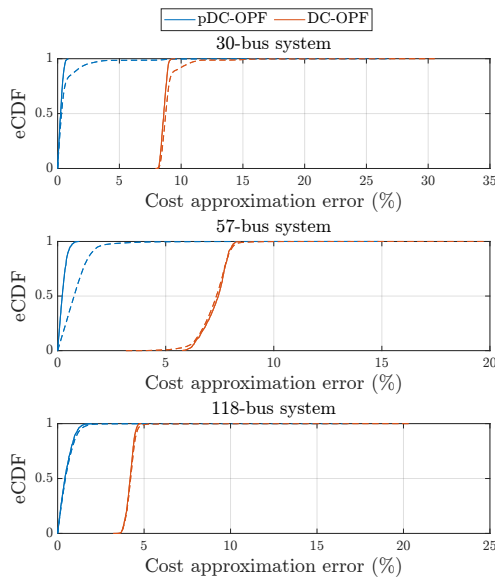 pDC-OPF DC-OPF
30-bus system
1
0.5
0
eCDF
0 5 10 15 20 25 30 35
Cost approximation error (%)
57-bus system
1
0.5
0
eCDF
0 5 10 15 20
Cost approximation error (%)
118-bus system
1
0.5
0
eCDF
0 5 10 15 20 25
Cost approximation error (%)